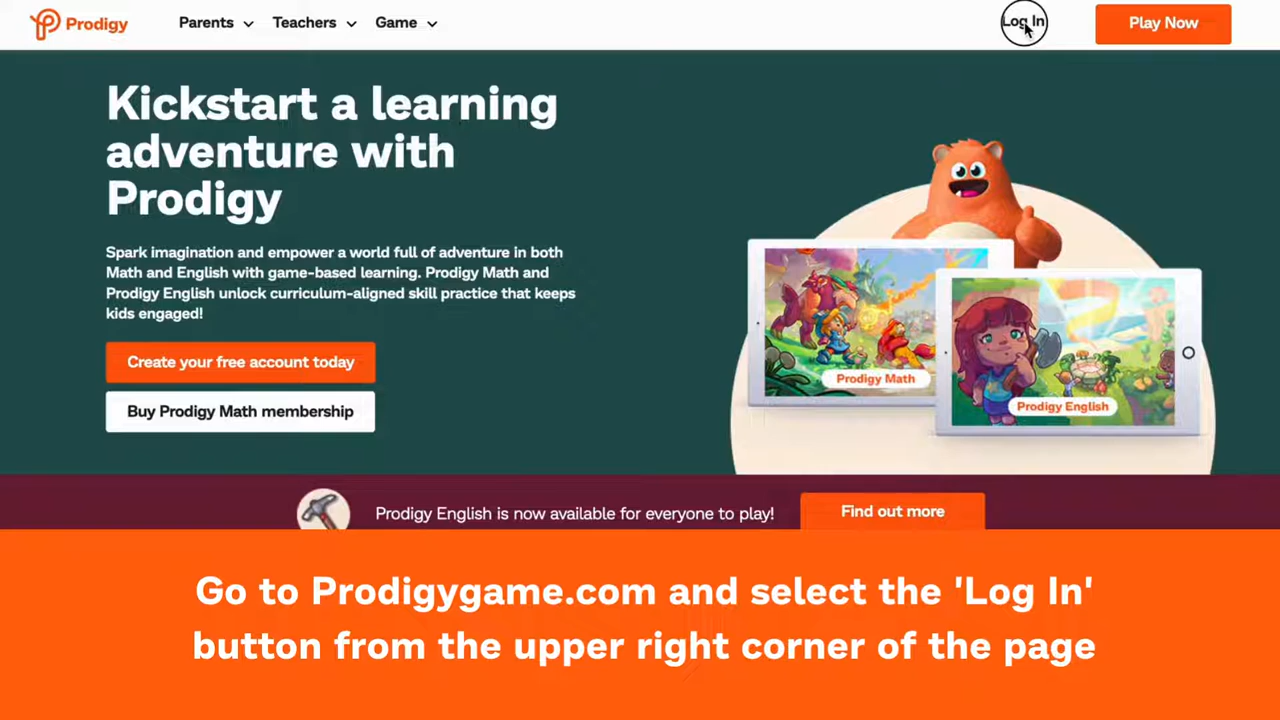 Prodigy
Parents
Teachers
Game
Log In
Play Now
Kickstart a learning
adventure with
Prodigy
Spark imagination and empower a world full of adventure in both
Math and English with game-based learning. Prodigy Math and
Prodigy English unlock curriculum-aligned skill practice that keeps
kids engaged!
Create your free account today
Buy Prodigy Math membership
Prodigy Math
Prodigy English
Prodigy English is now available for everyone to play!
Find out more
Go to Prodigygame.com and select the 'Log In'
button from the upper right corner of the page